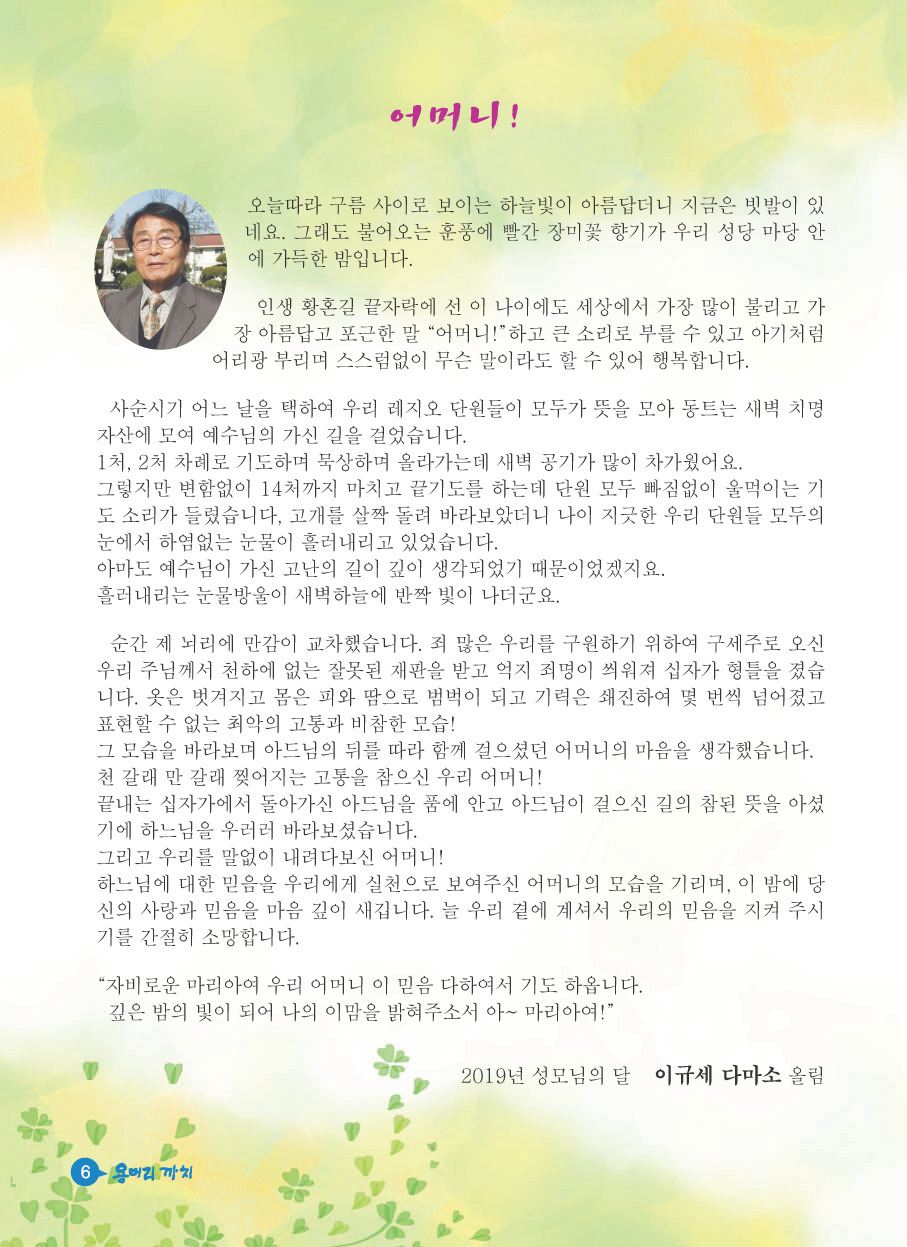 어머니!
오늘따라 구름 사이로 보이는 하늘빛이 아름답더니 지금은 빗발이 있
네요. 그래도 불어오는 훈풍에 빨간 장미꽃 향기가 우리 성당 마당 안
에 가득한 밤입니다.
인생 황혼길 끝자락에 선 이 나이에도 세상에서 가장 많이 불리고 가
장 아름답고 포근한 말 “어머니!”하고 큰 소리로 부를 수 있고 아기처럼
어리광 부리며 스스럼없이 무슨 말이라도 할 수 있어 행복합니다.
사순시기 어느 날을 택하여 우리 레지오 단원들이 모두가 뜻을 모아 동트는 새벽 치명
자산에 모여 예수님의 가신 길을 걸었습니다.
1처, 2처 차례로 기도하며 묵상하며 올라가는데 새벽 공기가 많이 차가웠어요.
그렇지만 변함없이 14처까지 마치고 끝기도를 하는데 단원 모두 빠짐없이 울먹이는 기
도 소리가 들렸습니다, 고개를 살짝 돌려 바라보았더니 나이 지긋한 우리 단원들 모두의
눈에서 하염없는 눈물이 흘러내리고 있었습니다.
아마도 예수님이 가신 고난의 길이 깊이 생각되었기 때문이었겠지요.
흘러내리는 눈물방울이 새벽하늘에 반짝 빛이 나더군요.
순간 제 뇌리에 만감이 교차했습니다. 죄 많은 우리를 구원하기 위하여 구세주로 오신
우리 주님께서 천하에 없는 잘못된 재판을 받고 억지 죄명이 씌워져 십자가 형틀을 졌습
니다. 옷은 벗겨지고 몸은 피와 땀으로 범벅이 되고 기력은 쇄진하여 몇 번씩 넘어졌고
표현할 수 없는 최악의 고통과 비참한 모습!
그 모습을 바라보며 아드님의 뒤를 따라 함께 걸으셨던 어머니의 마음을 생각했습니다.
천 갈래 만 갈래 찢어지는 고통을 참으신 우리 어머니!
끝내는 십자가에서 돌아가신 아드님을 품에 안고 아드님이 걸으신 길의 참된 뜻을 아셨
기에 하느님을 우러러 바라보셨습니다.
그리고 우리를 말없이 내려다보신 어머니!
하느님에 대한 믿음을 우리에게 실천으로 보여주신 어머니의 모습을 기리며, 이 밤에 당
신의 사랑과 믿음을 마음 깊이 새깁니다. 늘 우리 곁에 계셔서 우리의 믿음을 지켜 주시
기를 간절히 소망합니다.
“자비로운 마리아여 우리 어머니 이 믿음 다하여서 기도 하옵니다.
깊은 밤의 빛이 되어 나의 이맘을 밝혀주소서 아~ 마리아여!”
2019년 성모님의 달 이규세 다마소 올림
6 용머리 까치